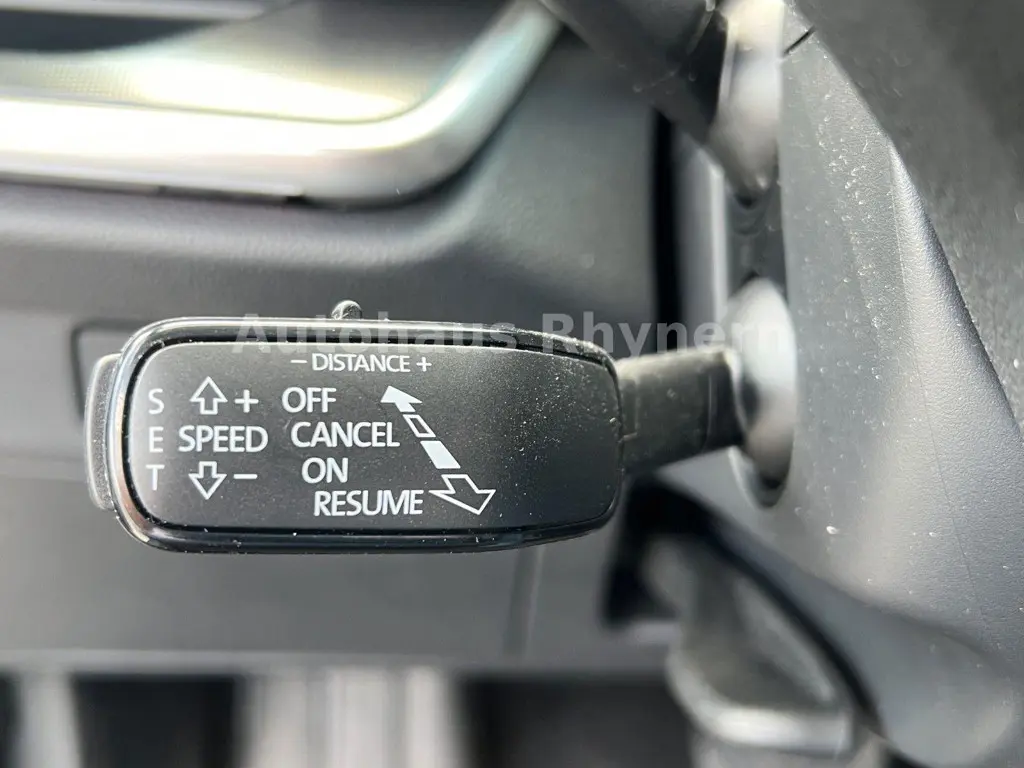 Autohaus Rhynern
− DISTANCE +
S + OFF
E SPEED CANCEL
T − ON
RESUME